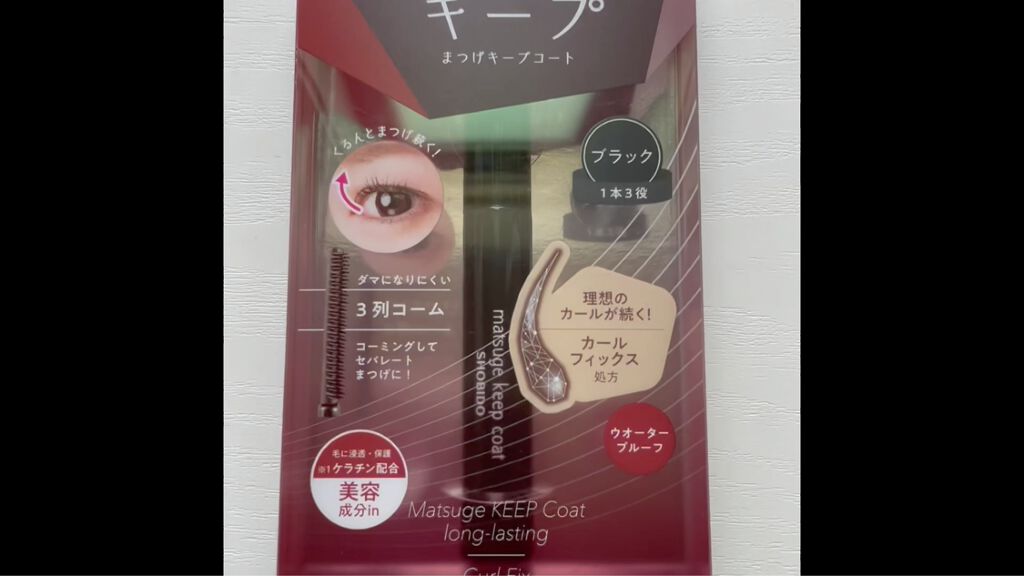 キープ
まつげキープコート
ぐるんとまつげ続く!
ブラック
1本3役
ダマになりにくい
3列コーム
コーミングして
セパレート
まつげに!
理想の
カールが続く!
カール
フィックス
処方
matsuge keep coat
SHOBIDO
ウオーター
プルーフ
毛に浸透・保護
※1ケラチン配合
美容
成分in
Matsuge KEEP Coat
long-lasting
Curl Fix